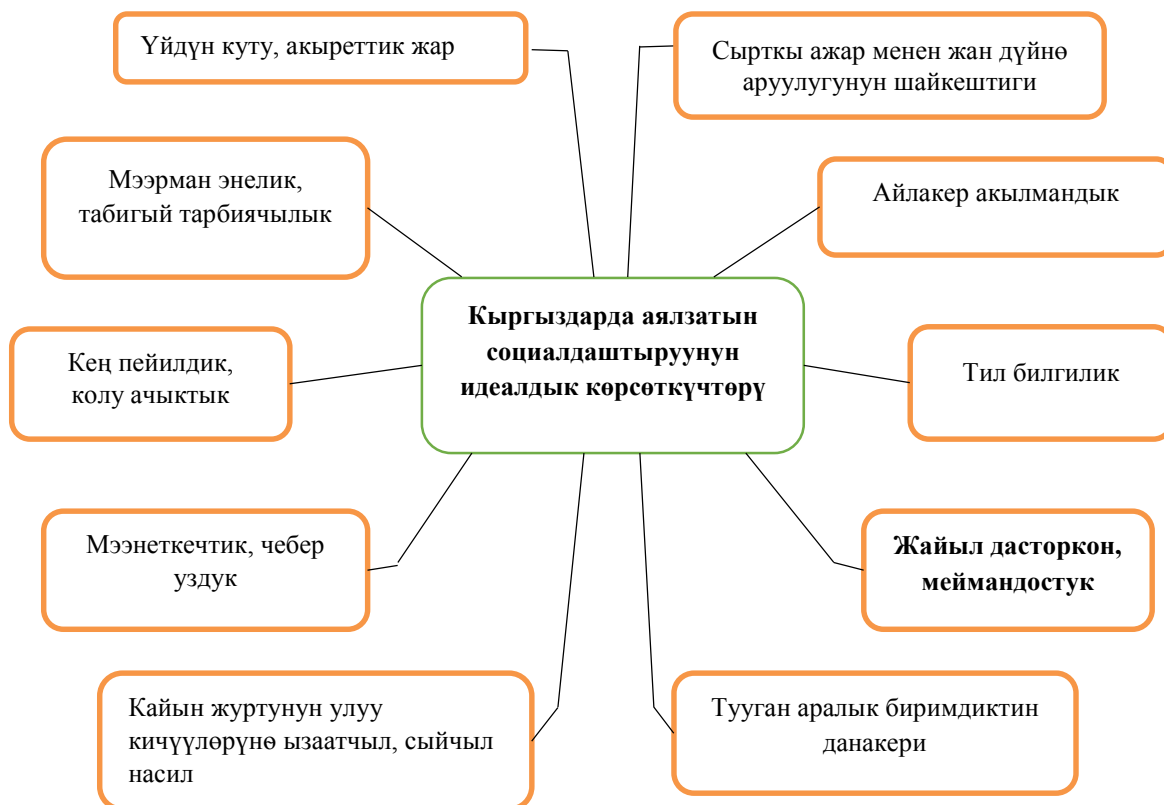 Үйдүн куту, акыреттик жар
Сырткы ажар менен жан дүйнө
аруулугунун шайкештиги
Мээрман энелик,
табигый тарбиячылык
Айлакер акылмандык
Кыргыздарда аялзатын
социалдаштыруунун
идеалдык көрсөткүчтөрү
Кең пейилдик,
колу ачыктык
Тил билгилик
Мээнеткечтик, чебер
уздук
Жайыл дасторкон,
меймандостук
Кайын журтунун улуу
кичүүлөрүнө ызаатчыл, сыйчыл
насил
Тууган аралык биримдиктин
данакери